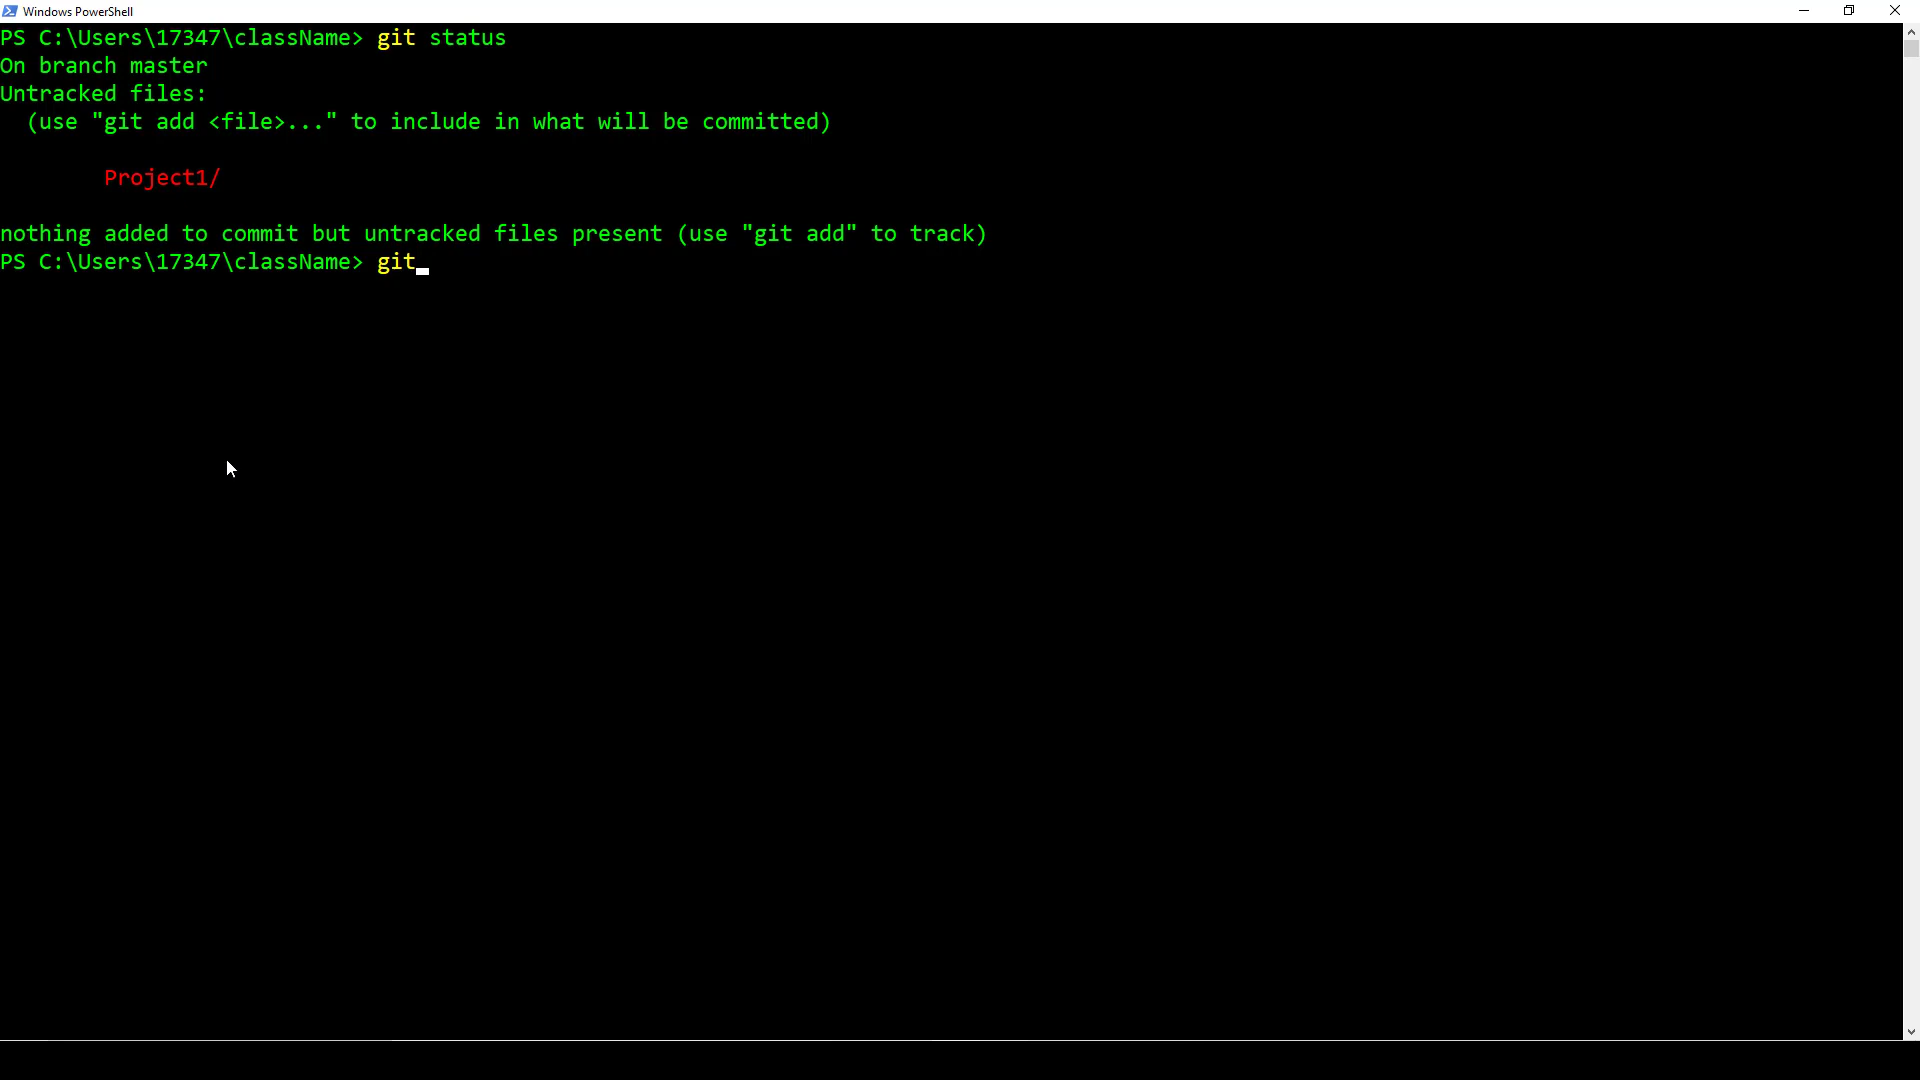 Windows PowerShell
PS C:\Users\17347\className> git status
On branch master
Untracked files:
  (use "git add <file>..." to include in what will be committed)
        Project1/
nothing added to commit but untracked files present (use "git add" to track)
PS C:\Users\17347\className> git